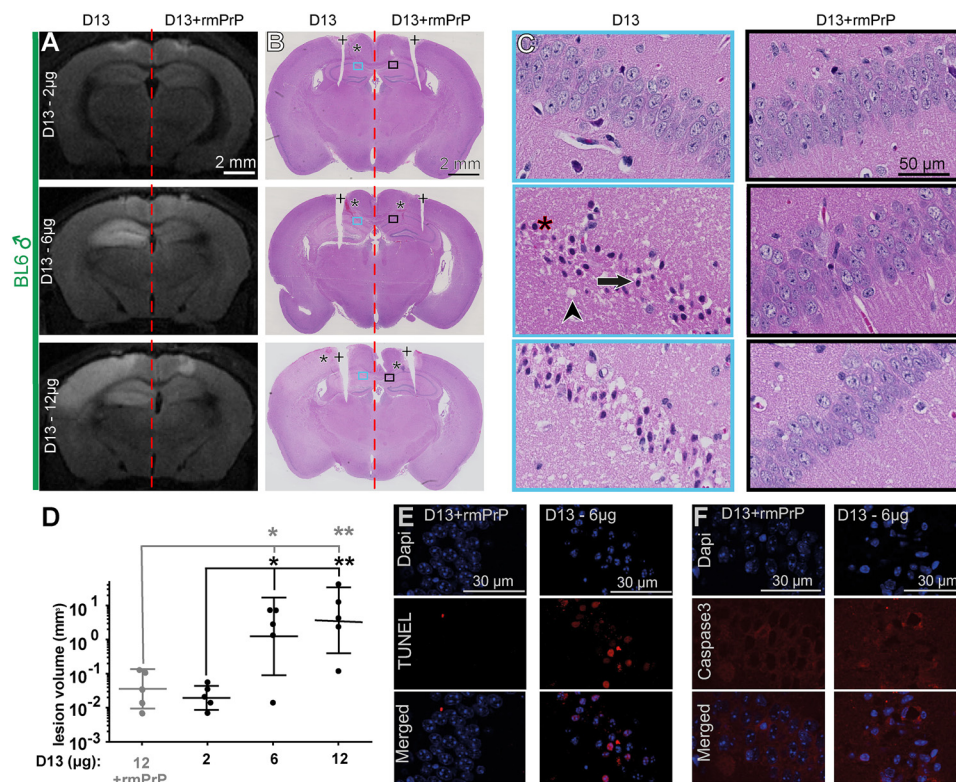 D13 D13+rmPrP D13 D13+rmPrP D13 D13+rmPrP
A B C
+ * +
D13 - 2µg
2 mm 2 mm 50 µm
BL6 ♂
D13 - 6µg
+ * * +
*
D13 - 12µg
* + * +
D E F
D13+rmPrP D13 - 6µg D13+rmPrP D13 - 6µg
* **
* **
Dapi Dapi
30 µm 30 µm 30 µm 30 µm
TUNEL Caspase3
Merged Merged
lesion volume (mm³)
10¹
10⁰
10⁻¹
10⁻²
10⁻³
D13 (µg): 12 2 6 12
+rmPrP